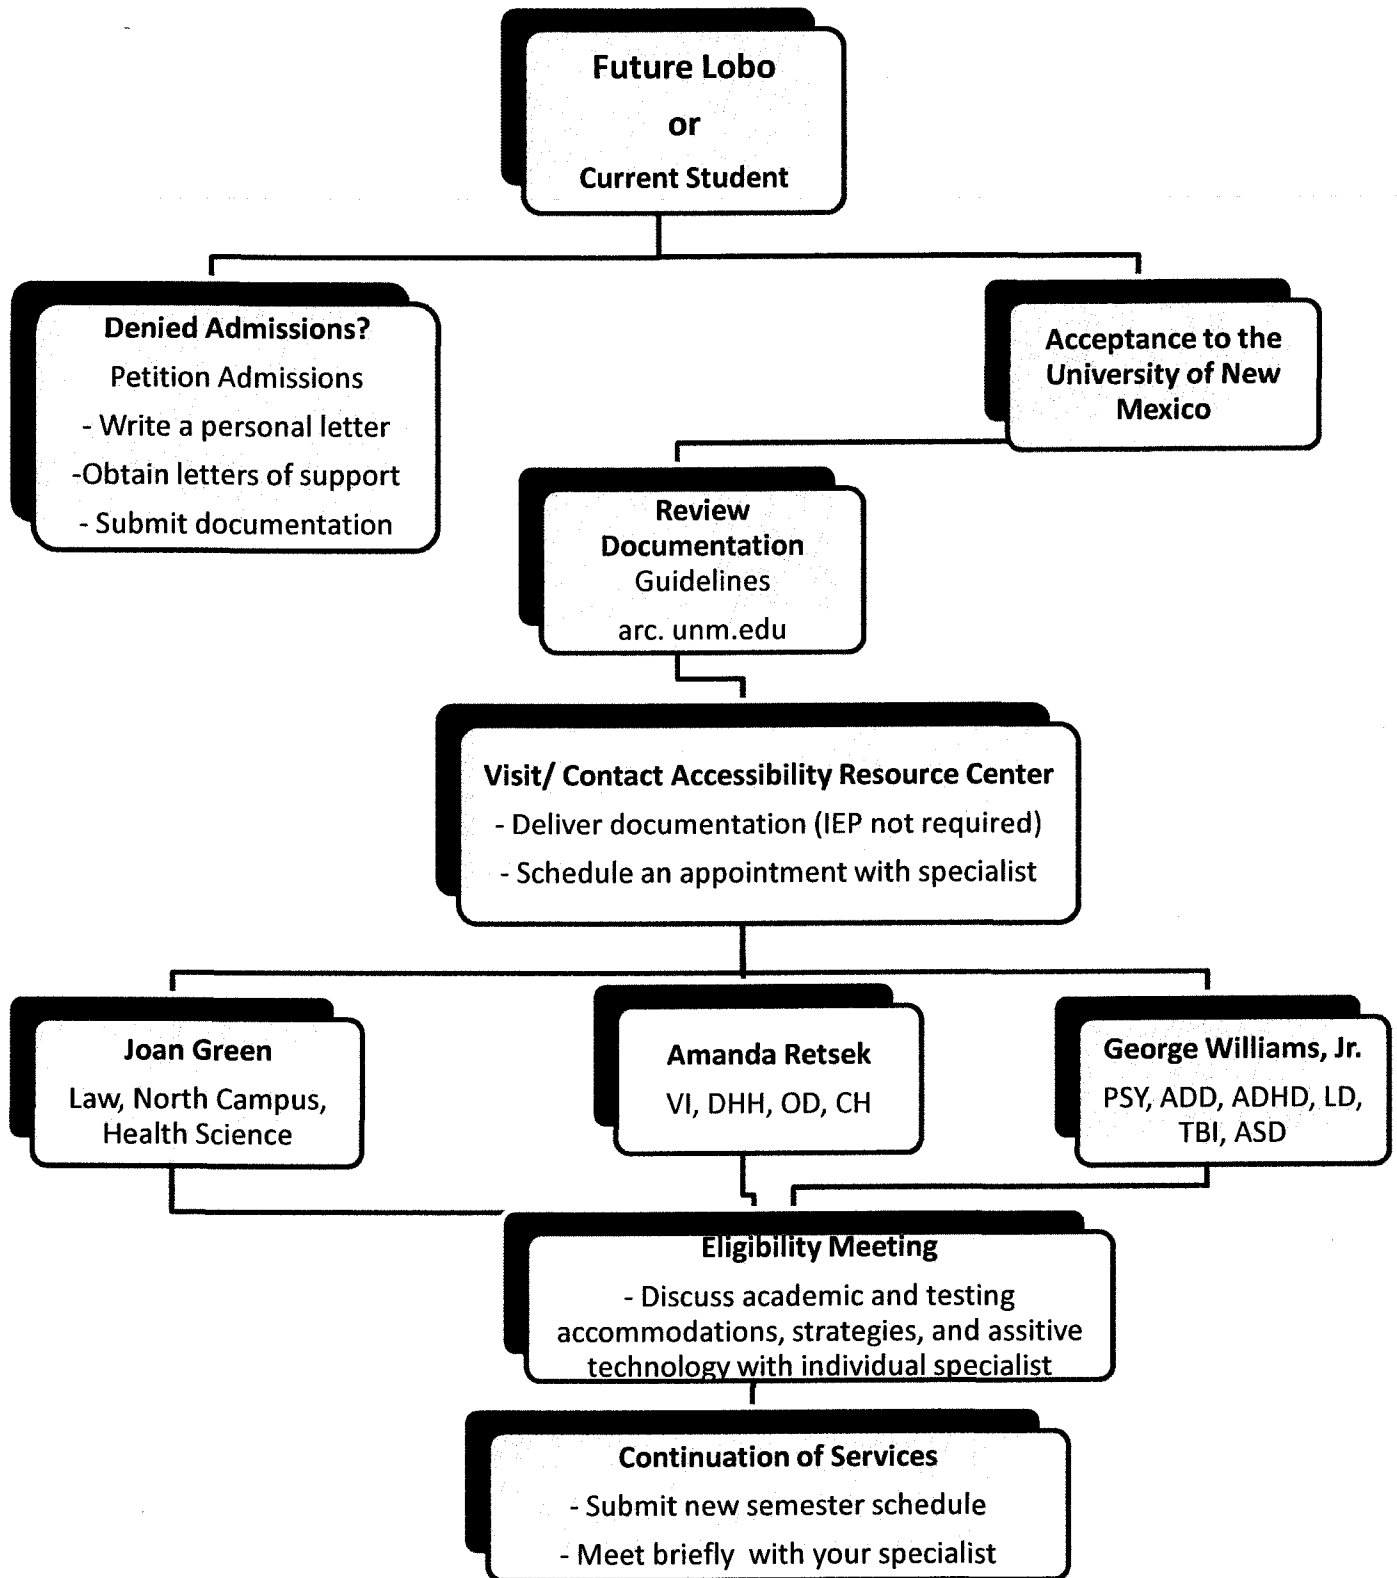 Future Lobo
or
Current Student
Denied Admissions?
Petition Admissions
- Write a personal letter
-Obtain letters of support
- Submit documentation
Acceptance to the
University of New
Mexico
Review
Documentation
Guidelines
arc. unm.edu
Visit/ Contact Accessibility Resource Center
- Deliver documentation (IEP not required)
- Schedule an appointment with specialist
Joan Green
Law, North Campus,
Health Science
Amanda Retsek
VI, DHH, OD, CH
George Williams, Jr.
PSY, ADD, ADHD, LD,
TBI, ASD
Eligibility Meeting
- Discuss academic and testing
accommodations, strategies, and assitive
technology with individual specialist
Continuation of Services
- Submit new semester schedule
- Meet briefly with your specialist